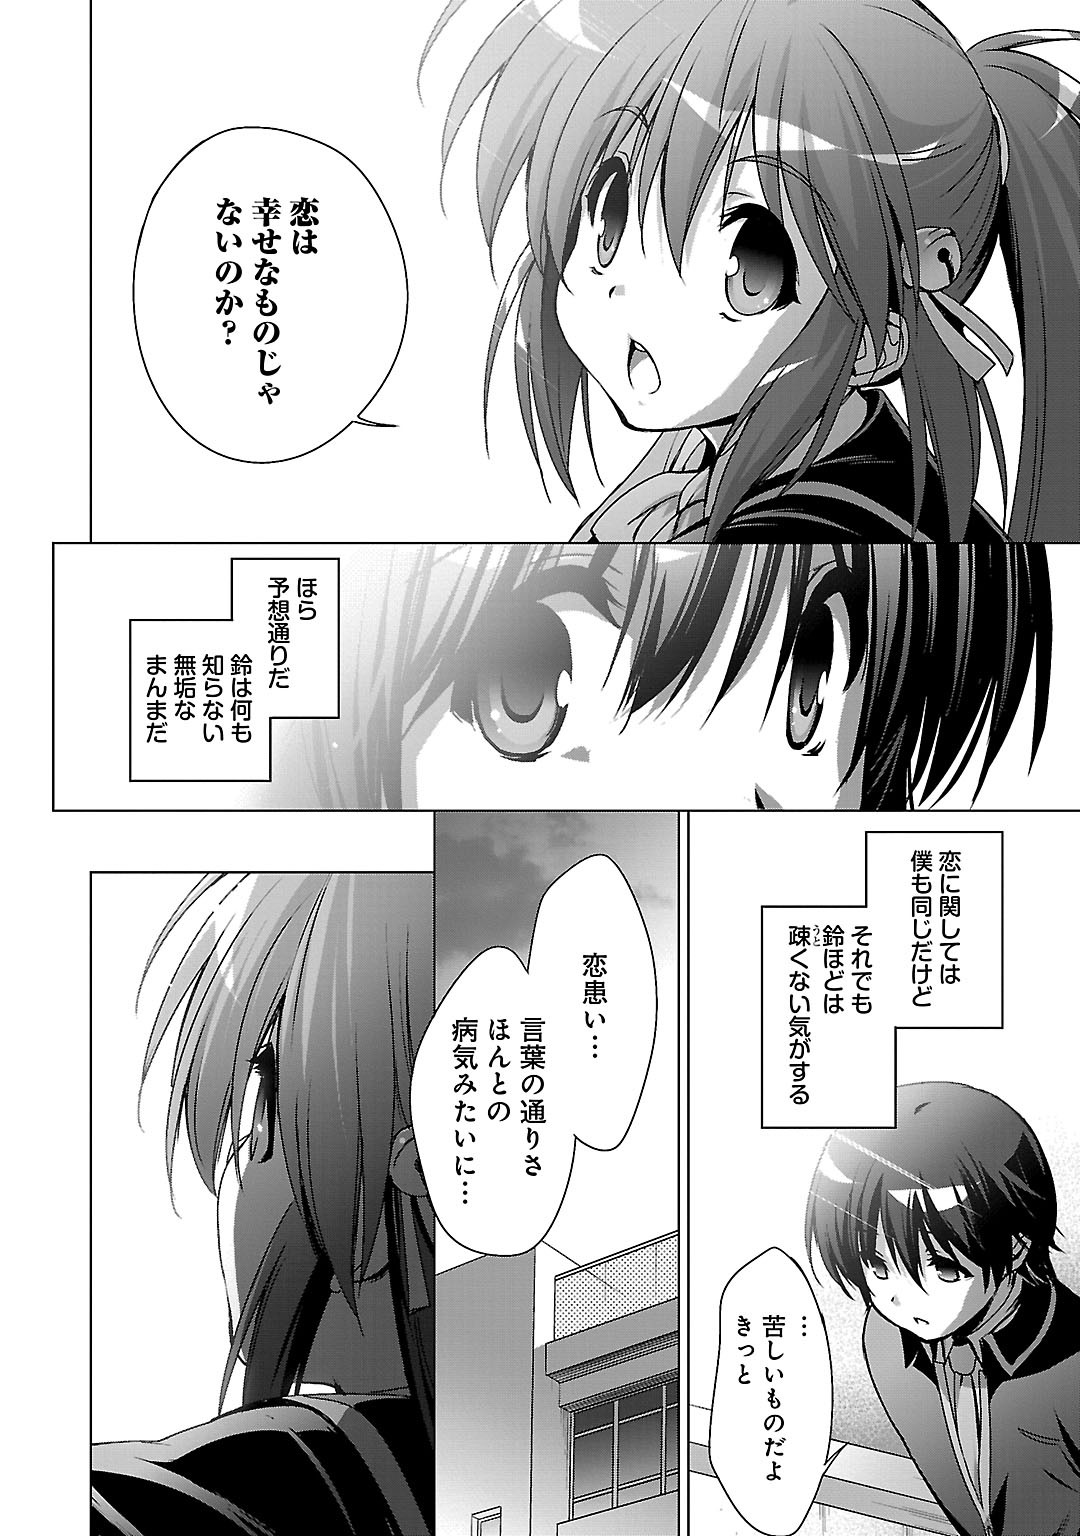 恋は
幸せなものじゃ
ないのか？
ほら
予想通りだ
鈴は何も
知らない
無垢な
まんまだ
恋に関しては
僕も同じだけど
それでも
鈴ほどは
疎くない気がする
うと
…
苦しいものだよ
きっと
恋患い…
言葉の通りさ
ほんとの
病気みたいに…